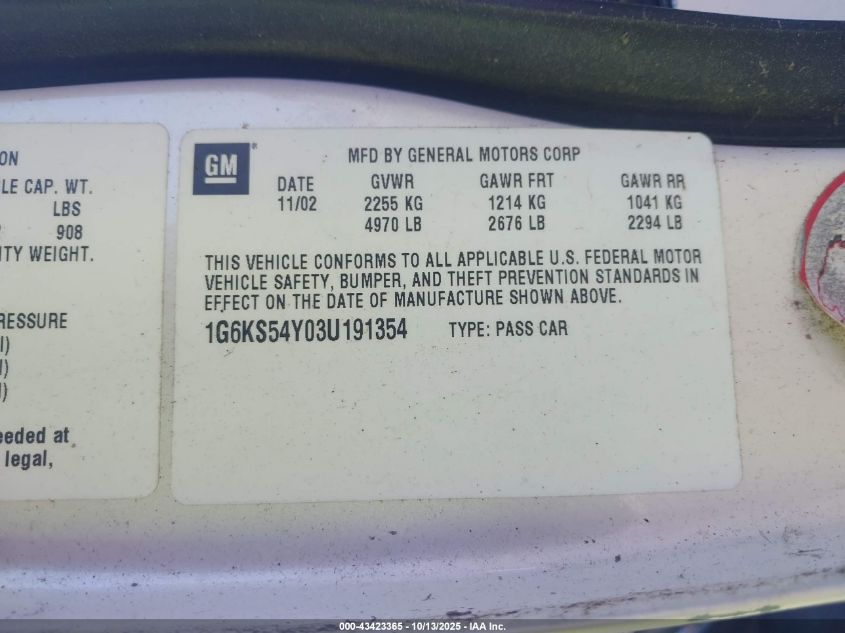 ON
LE CAP. WT.
LBS
908
ITY WEIGHT.
RESSURE
eeded at
legal,
GM®
MFD BY GENERAL MOTORS CORP
DATE GVWR GAWR FRT GAWR RR
11/02 2255 KG 1214 KG 1041 KG
4970 LB 2676 LB 2294 LB
THIS VEHICLE CONFORMS TO ALL APPLICABLE U.S. FEDERAL MOTOR
VEHICLE SAFETY, BUMPER, AND THEFT PREVENTION STANDARDS IN
EFFECT ON THE DATE OF MANUFACTURE SHOWN ABOVE.
1G6KS54Y03U191354 TYPE: PASS CAR
000-43423365 - 10/13/2025 - IAA Inc.